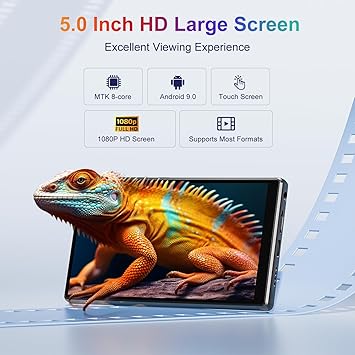 5.0 Inch HD Large Screen
Excellent Viewing Experience
MTK 8-core
Android 9.0
Touch Screen
1080p
FULL HD
1080P HD Screen
Supports Most Formats